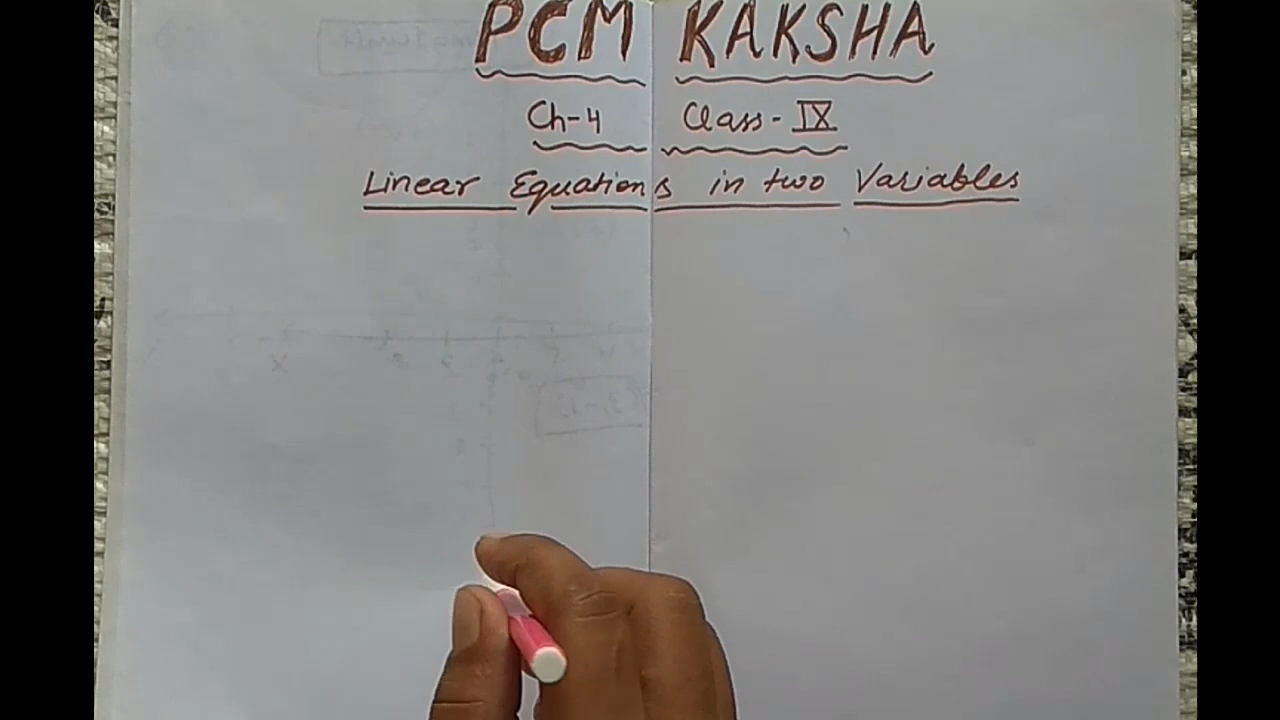 PCM KAKSHA
Ch-4 Class-IX
Linear Equations in two Variables